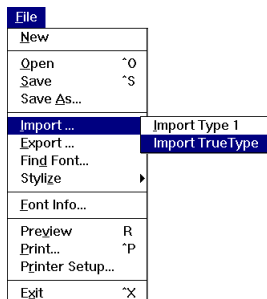 File
New
Open ^O
Save ^S
Save As...
Import ... Import Type 1
Export ... Import TrueType
Find Font...
Stylize
Font Info...
Preview R
Print... ^P
Printer Setup...
Exit ^X